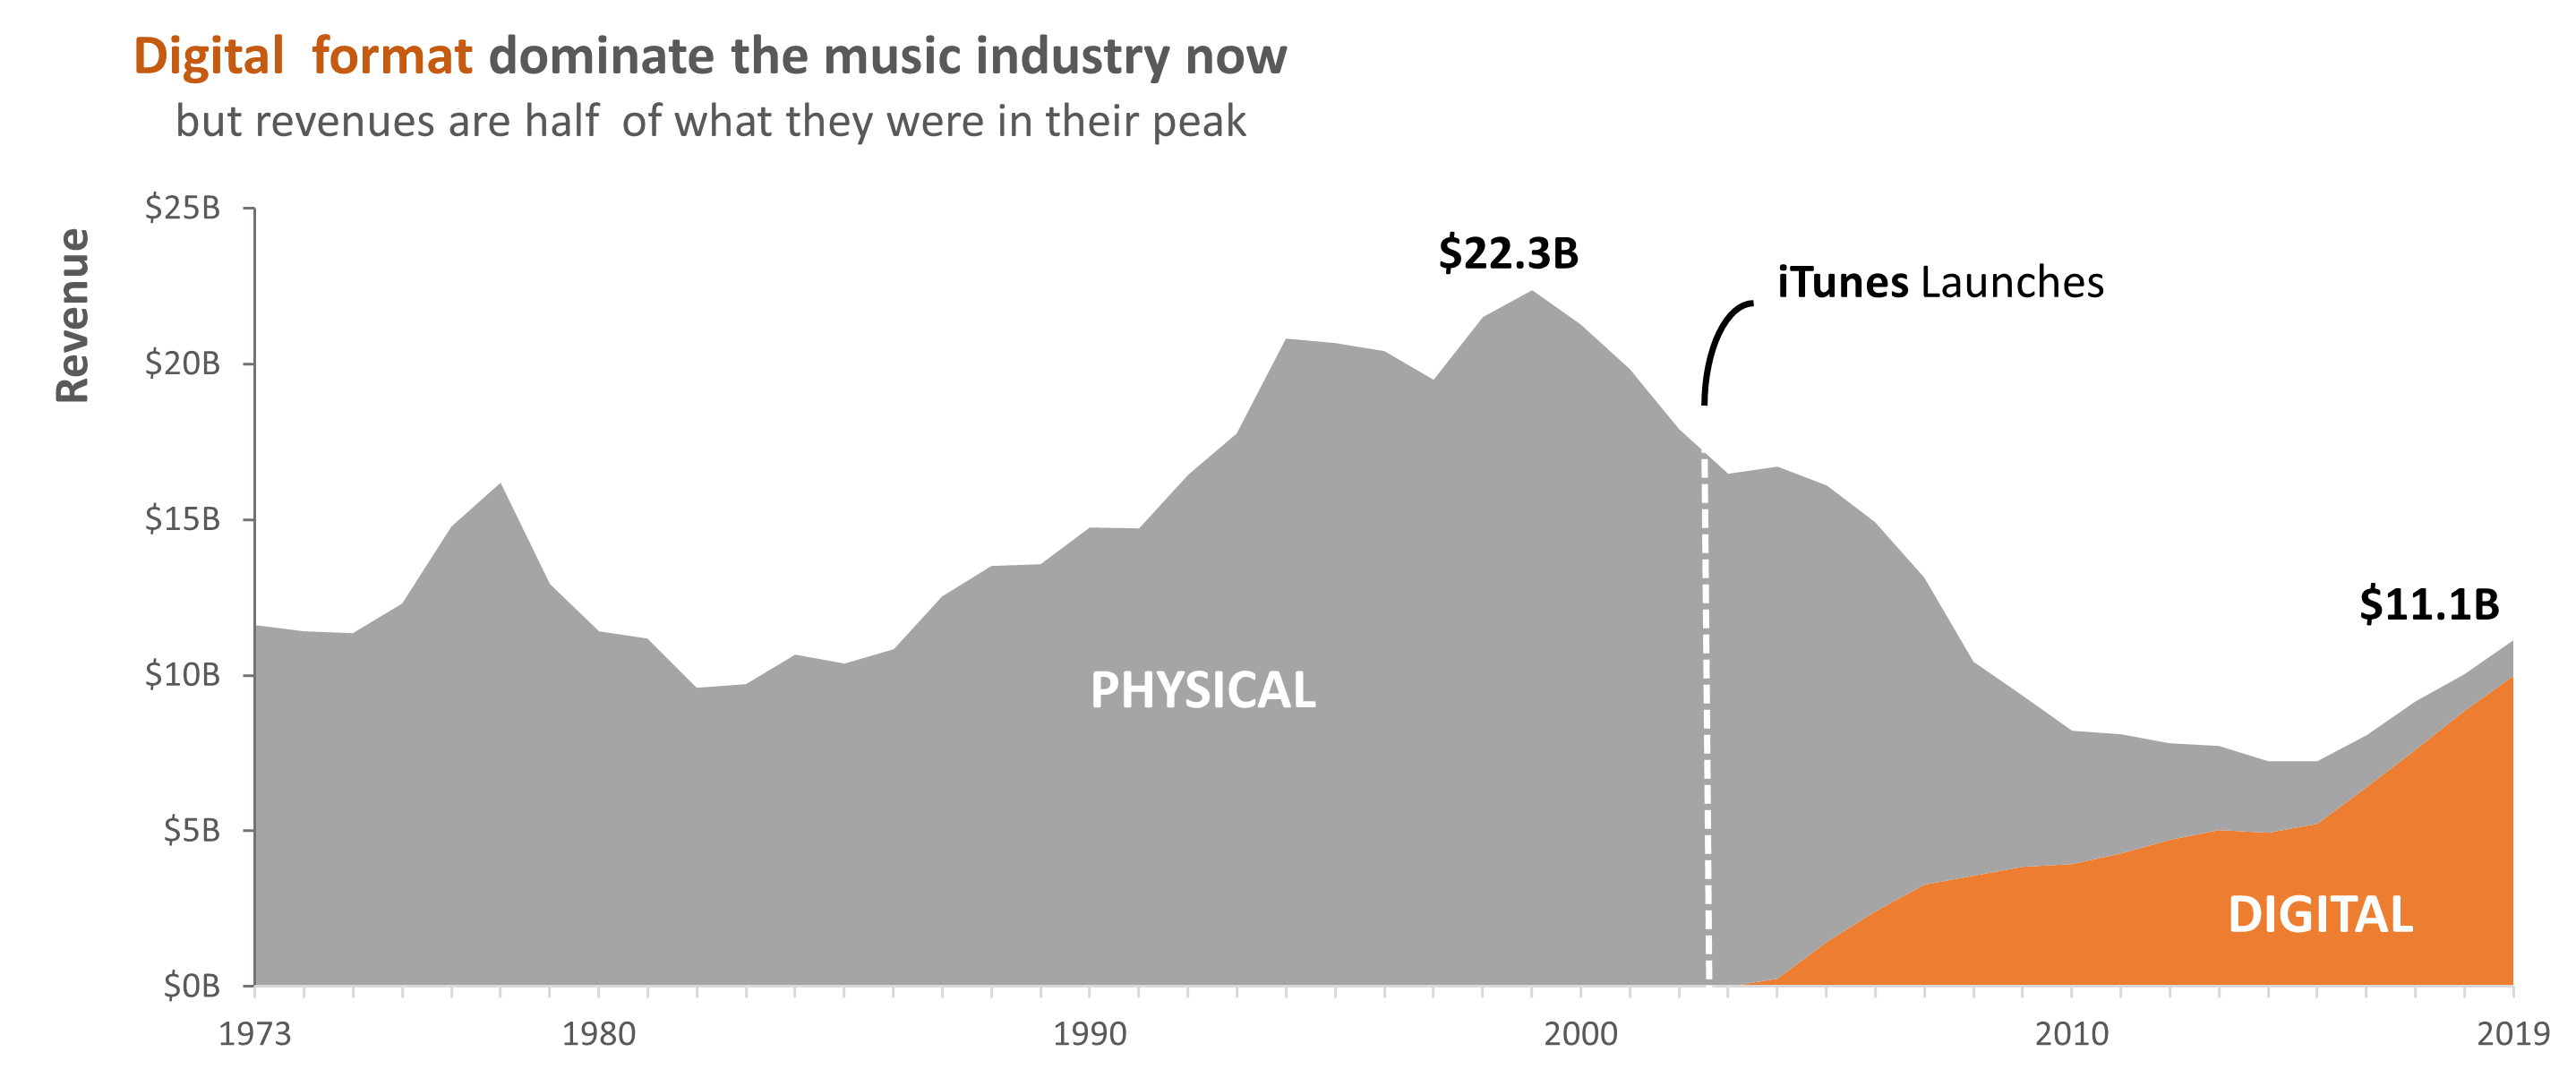 Digital format dominate the music industry now
but revenues are half of what they were in their peak
Revenue
$25B
$20B
$15B
$10B
$5B
$0B
$22.3B
iTunes Launches
$11.1B
PHYSICAL
DIGITAL
1973 1980 1990 2000 2010 2019